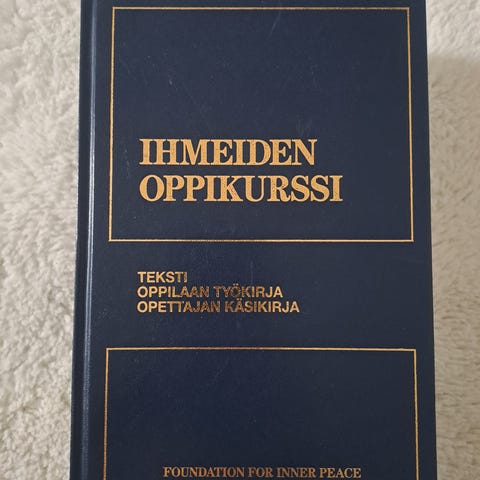 IHMEIDEN
OPPIKURSSI
TEKSTI
OPPILAAN TYÖKIRJA
OPETTAJAN KÄSIKIRJA
FOUNDATION FOR INNER PEACE